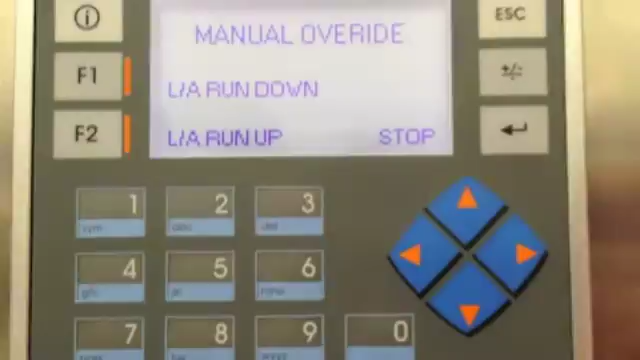 MANUAL OVERIDE
ESC
F1
L/A RUN DOWN
+/-
F2
L/A RUN UP STOP
1 2 3
4 5 6
7 8 9 0